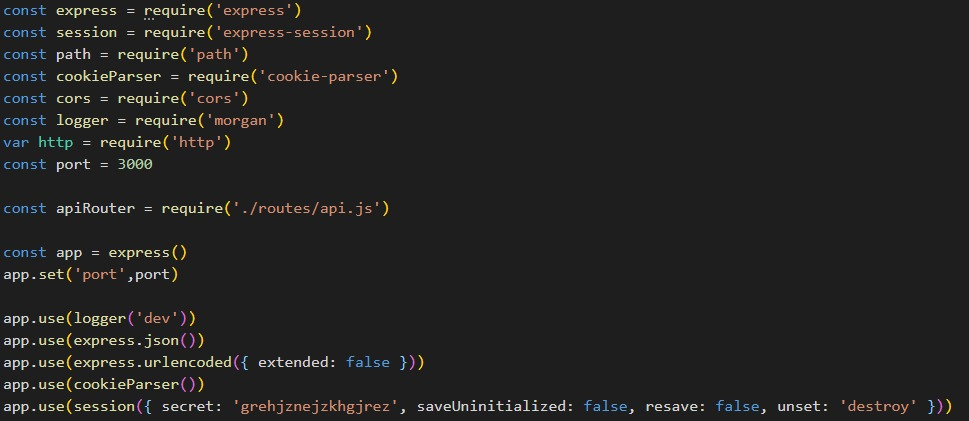 const express = require('express')
const session = require('express-session')
const path = require('path')
const cookieParser = require('cookie-parser')
const cors = require('cors')
const logger = require('morgan')
var http = require('http')
const port = 3000
const apiRouter = require('./routes/api.js')
const app = express()
app.set('port',port)
app.use(logger('dev'))
app.use(express.json())
app.use(express.urlencoded({ extended: false }))
app.use(cookieParser())
app.use(session({ secret: 'grehjznejzkhgjrez', saveUninitialized: false, resave: false, unset: 'destroy' }))